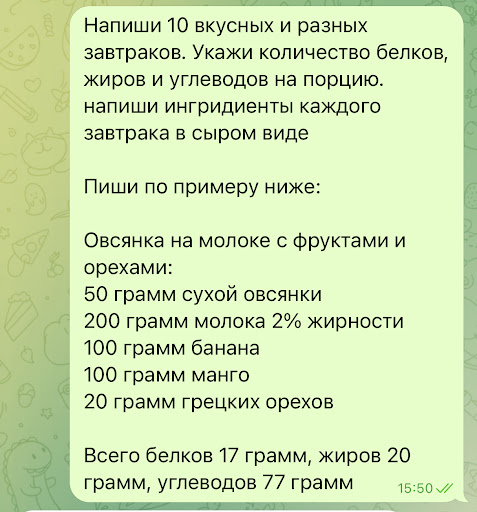 Напиши 10 вкусных и разных
завтраков. Укажи количество белков,
жиров и углеводов на порцию.
напиши ингридиенты каждого
завтрака в сыром виде
Пиши по примеру ниже:
Овсянка на молоке с фруктами и
орехами:
50 грамм сухой овсянки
200 грамм молока 2% жирности
100 грамм банана
100 грамм манго
20 грамм грецких орехов
Всего белков 17 грамм, жиров 20
грамм, углеводов 77 грамм
15:50